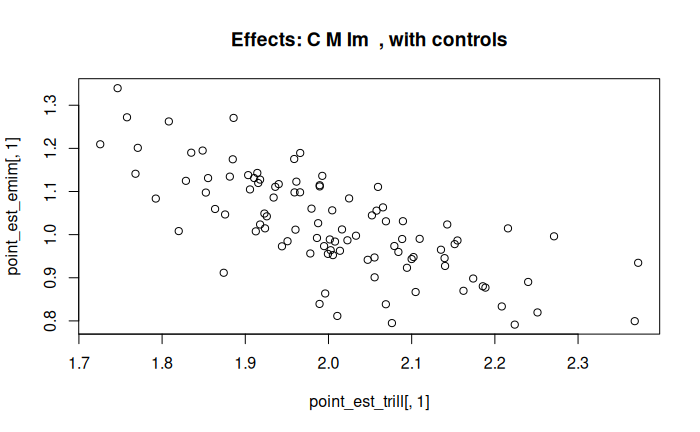 Effects: C M Im  , with controls
point_est_emim[, 1]
1.3
1.2
1.1
1.0
0.9
0.8
1.7 1.8 1.9 2.0 2.1 2.2 2.3
point_est_trill[, 1]